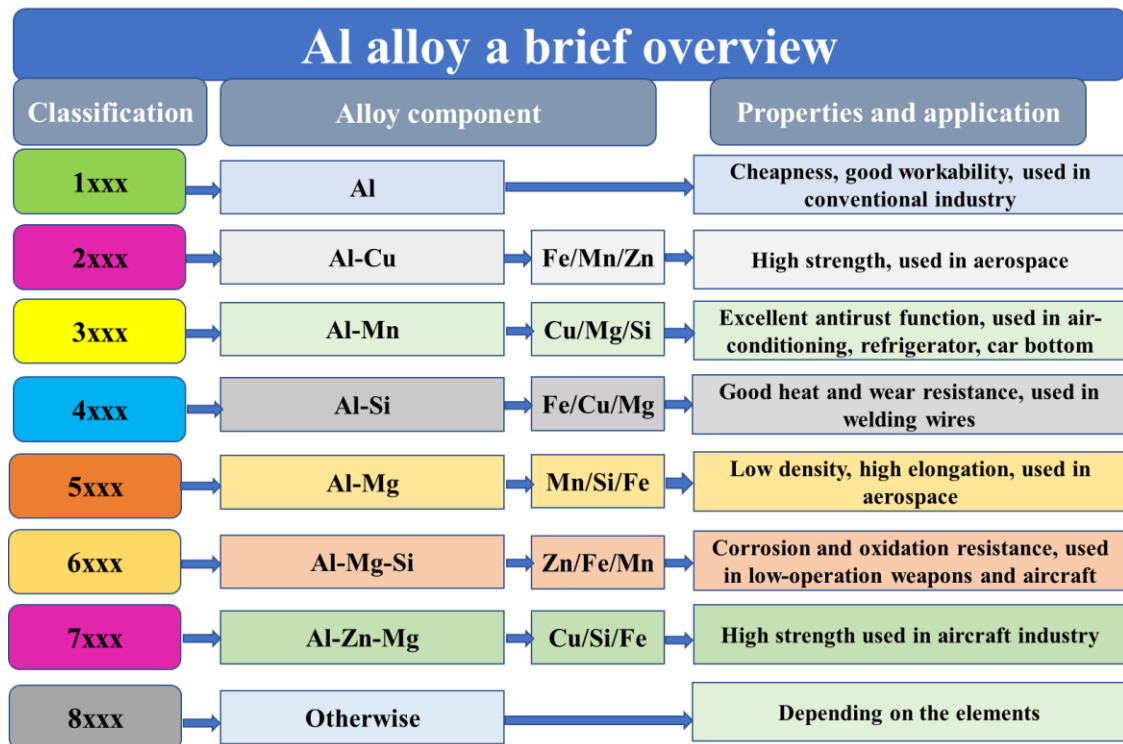 Al alloy a brief overview
Classification
Alloy component
Properties and application
1xxx
Al
Cheapness, good workability, used in
conventional industry
2xxx
Al-Cu
Fe/Mn/Zn
High strength, used in aerospace
3xxx
Al-Mn
Cu/Mg/Si
Excellent antirust function, used in air-
conditioning, refrigerator, car bottom
4xxx
Al-Si
Fe/Cu/Mg
Good heat and wear resistance, used in
welding wires
5xxx
Al-Mg
Mn/Si/Fe
Low density, high elongation, used in
aerospace
6xxx
Al-Mg-Si
Zn/Fe/Mn
Corrosion and oxidation resistance, used
in low-operation weapons and aircraft
7xxx
Al-Zn-Mg
Cu/Si/Fe
High strength used in aircraft industry
8xxx
Otherwise
Depending on the elements